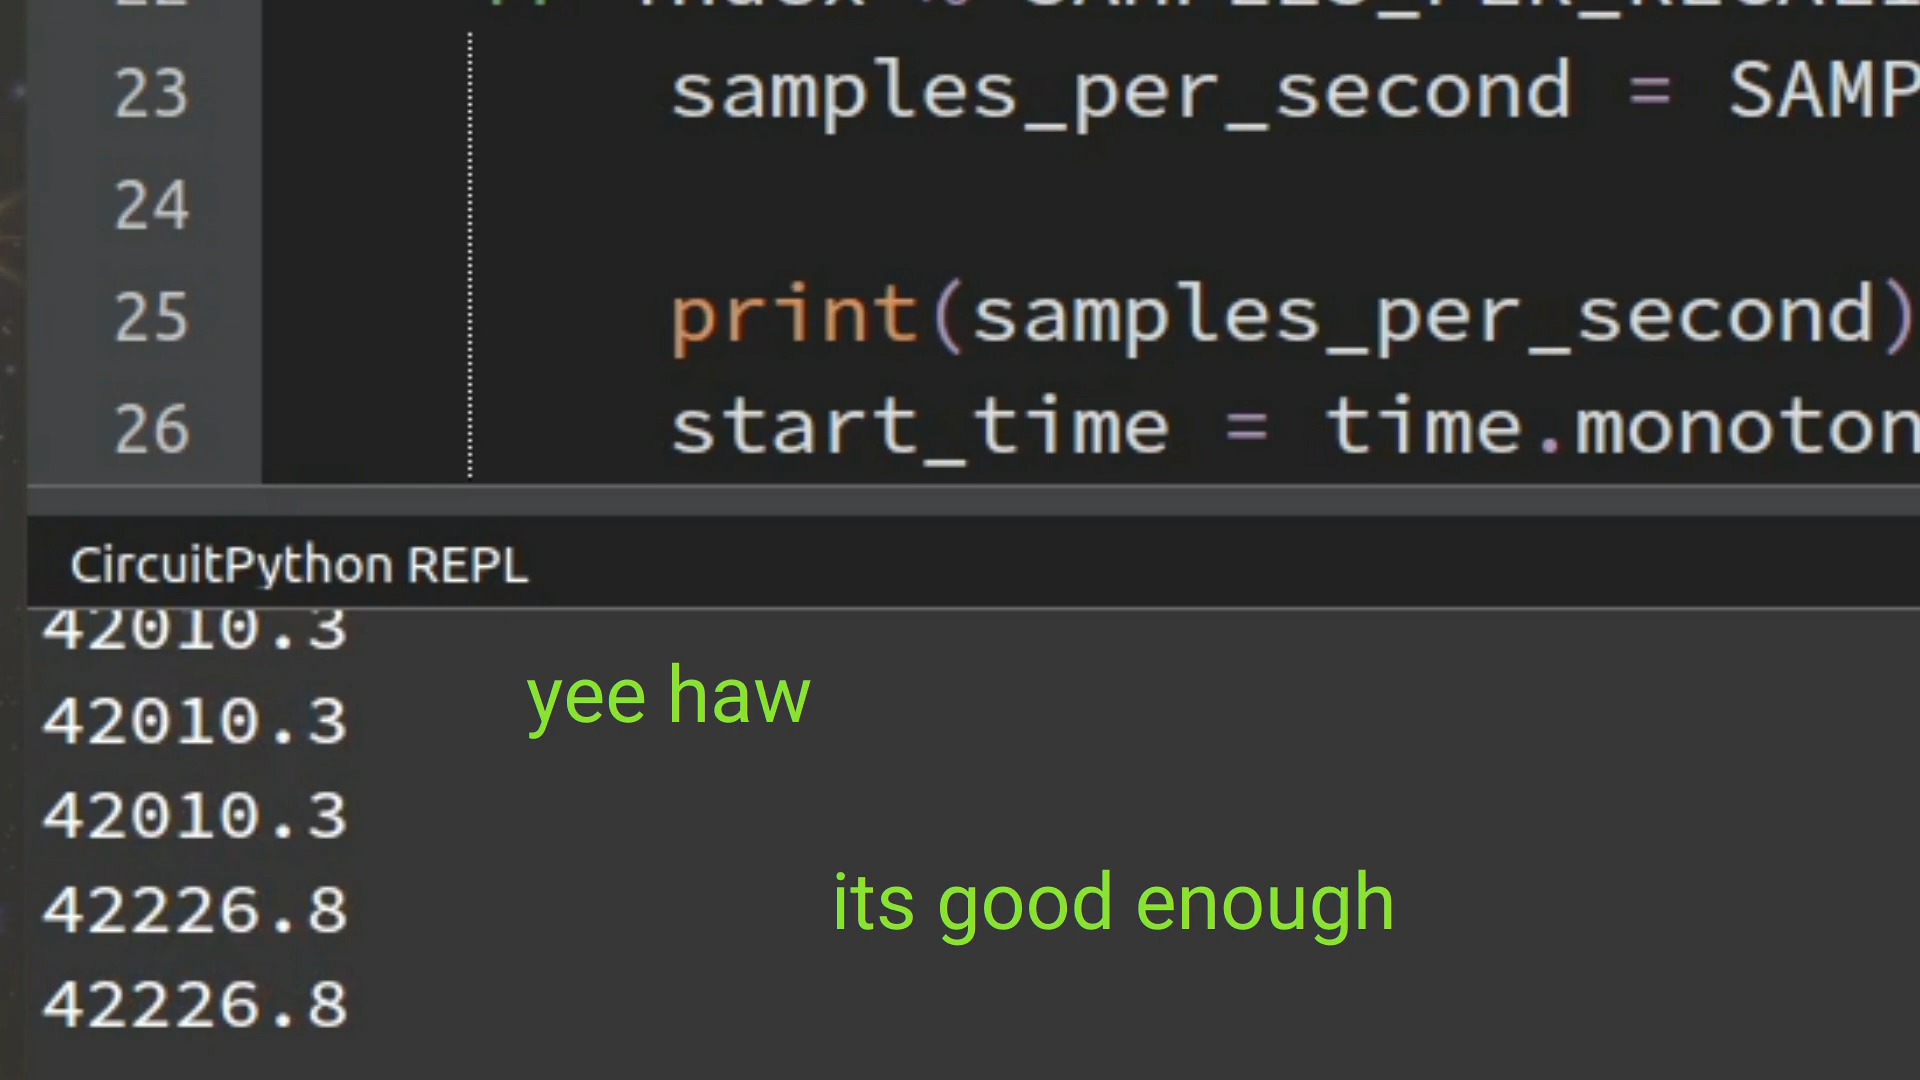 23 samples_per_second = SAMP
24
25 print(samples_per_second)
26 start_time = time.monoton
CircuitPython REPL
42010.3
42010.3
yee haw
42010.3
42226.8
its good enough
42226.8